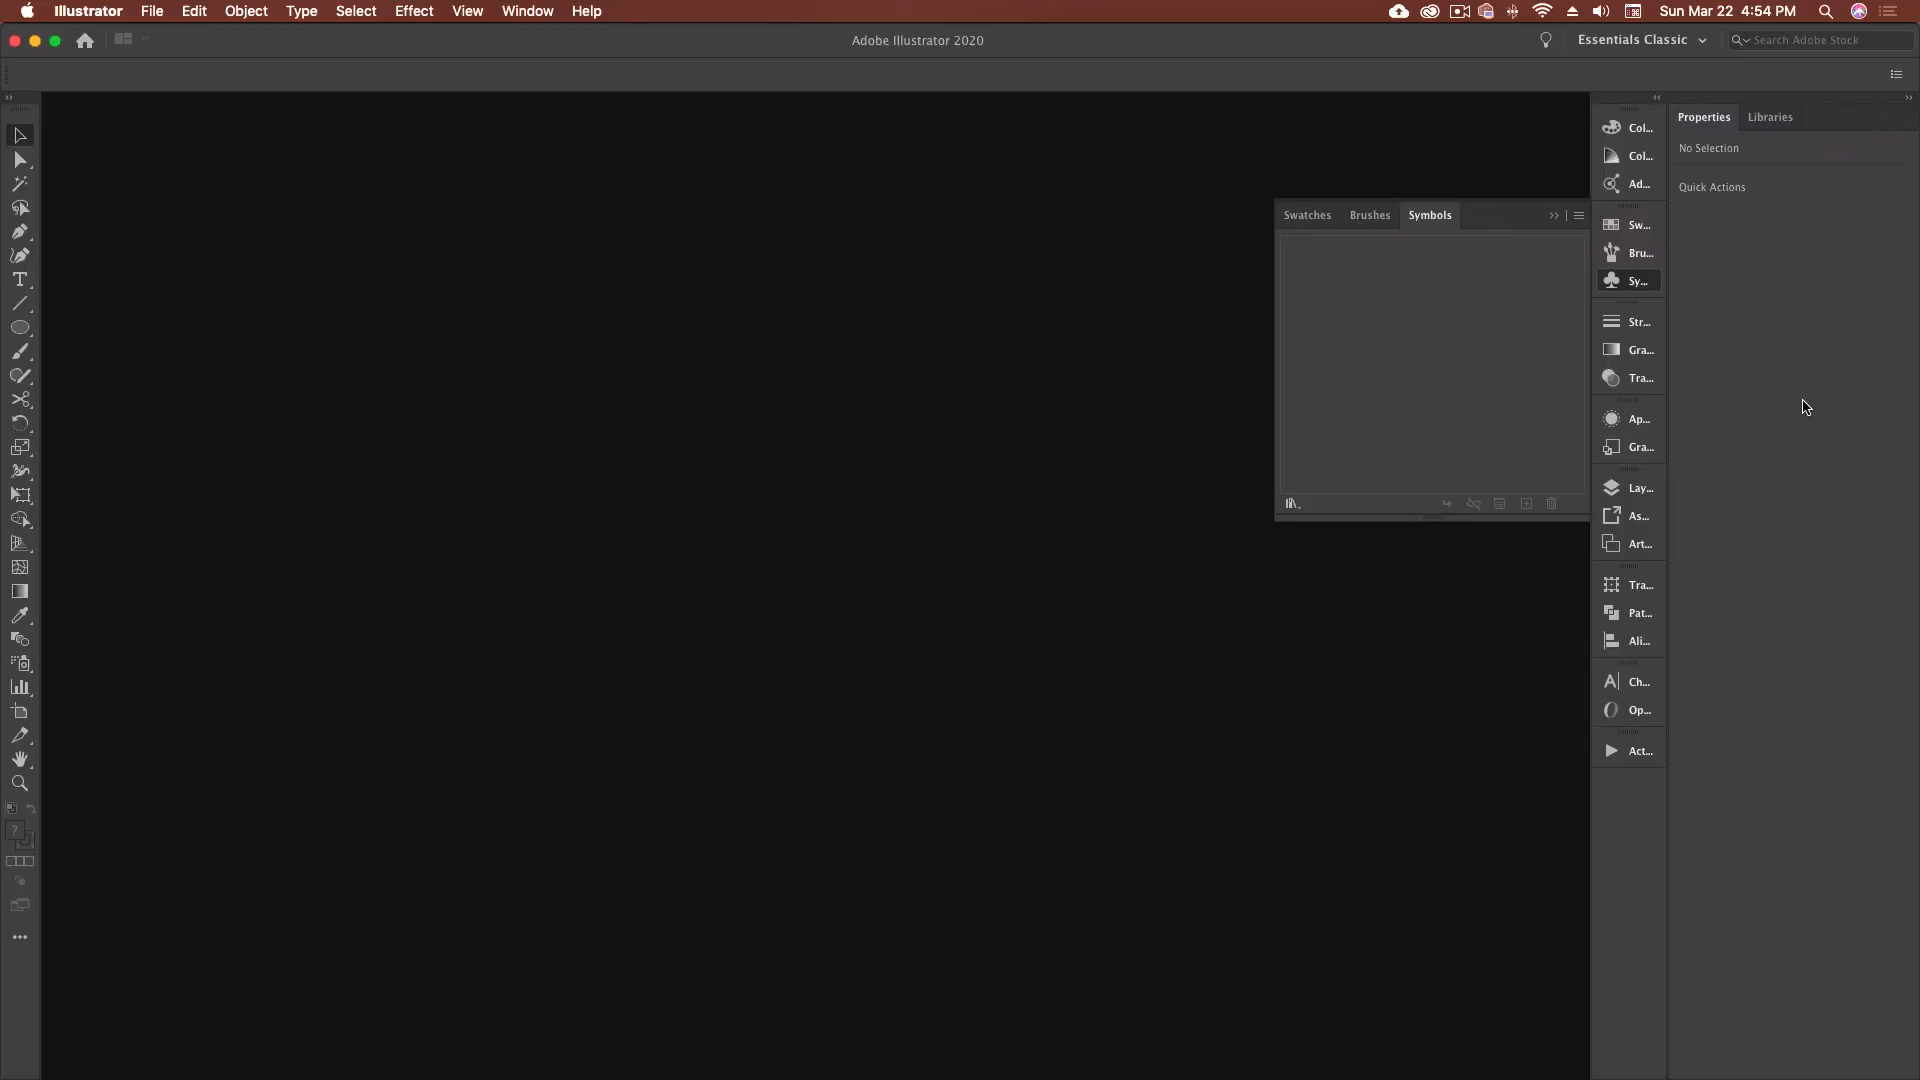 Illustrator File Edit Object Type Select Effect View Window Help Sun Mar 22 4:54 PM
Adobe Illustrator 2020 Essentials Classic Search Adobe Stock
Properties Libraries
No Selection
Quick Actions
Swatches Brushes Symbols
Col...
Col...
Ad...
Sw...
Bru...
Sy...
Str...
Gra...
Tra...
Ap...
Gra...
Lay...
As...
Art...
Tra...
Pat...
Ali...
Ch...
Op...
Act...